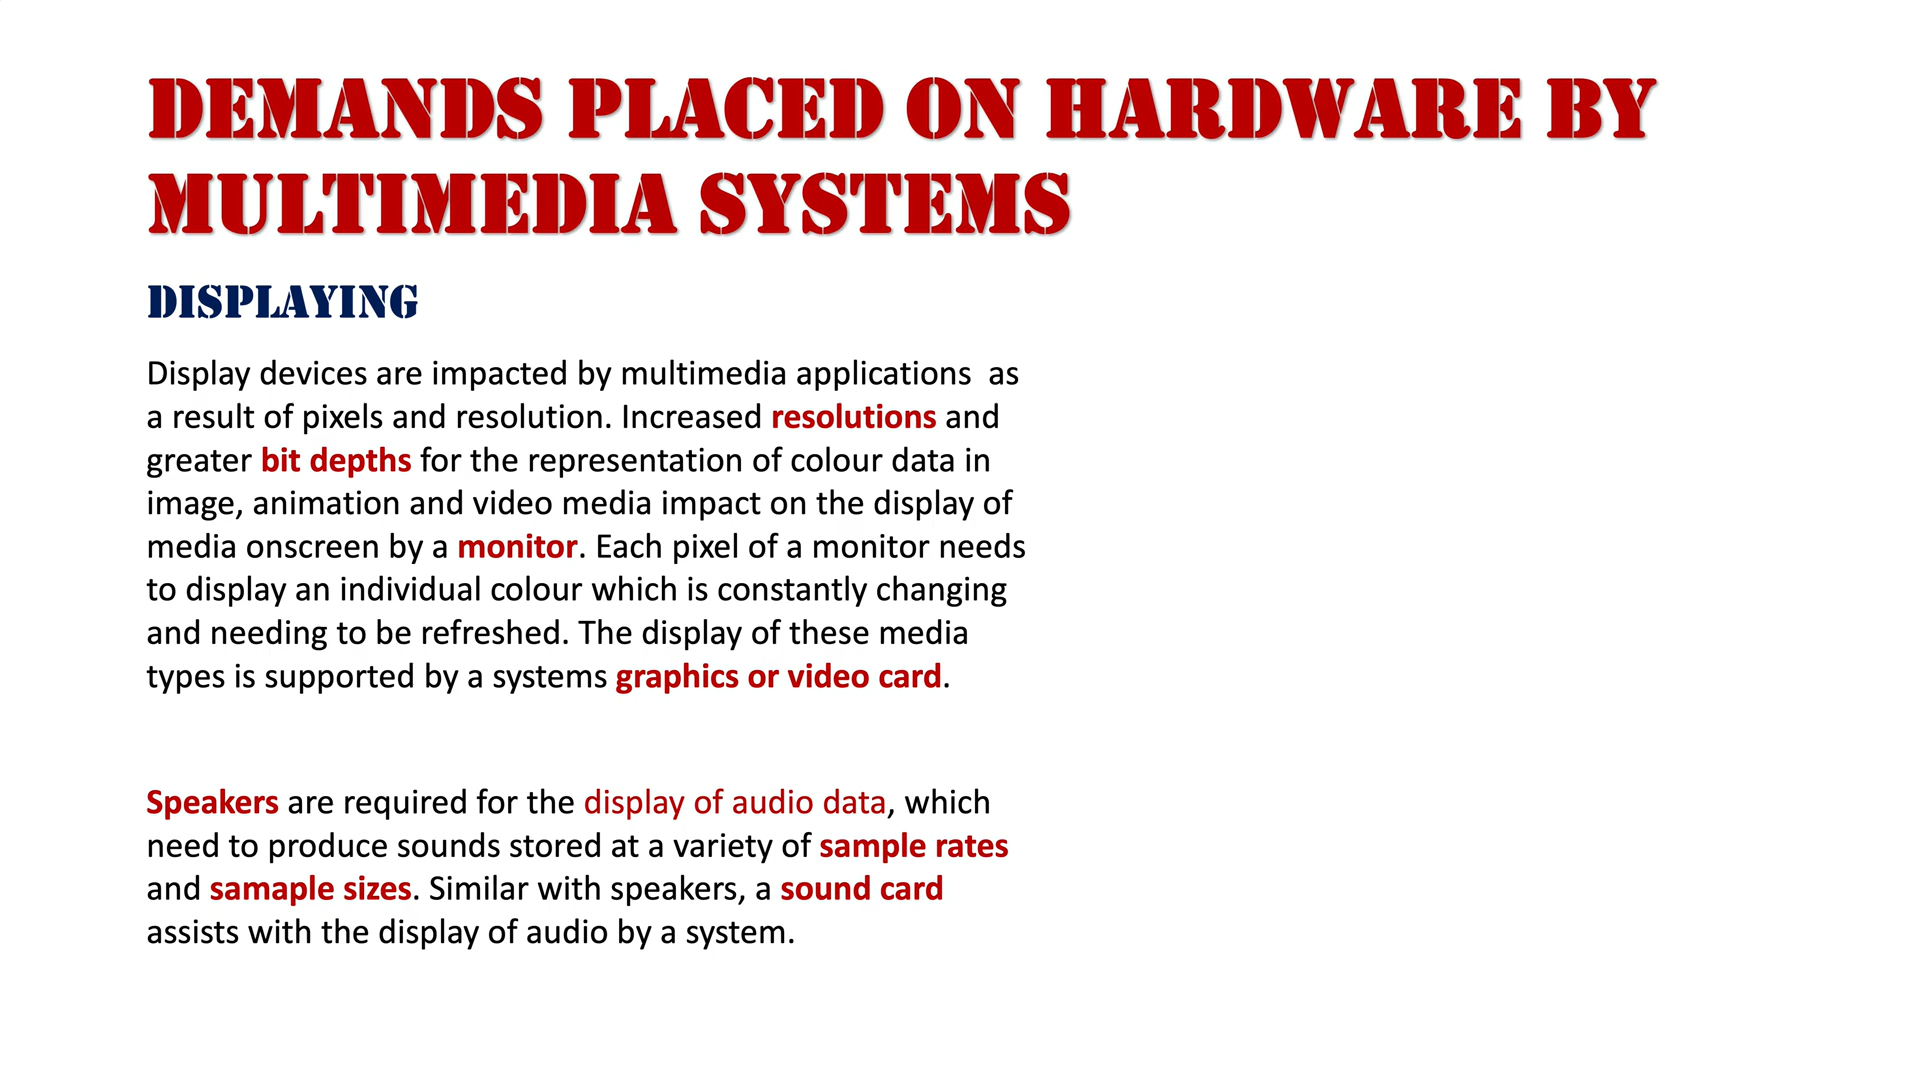 DEMANDS PLACED ON HARDWARE BY
MULTIMEDIA SYSTEMS
DISPLAYING
Display devices are impacted by multimedia applications  as
a result of pixels and resolution. Increased resolutions and
greater bit depths for the representation of colour data in
image, animation and video media impact on the display of
media onscreen by a monitor. Each pixel of a monitor needs
to display an individual colour which is constantly changing
and needing to be refreshed. The display of these media
types is supported by a systems graphics or video card.
Speakers are required for the display of audio data, which
need to produce sounds stored at a variety of sample rates
and samaple sizes. Similar with speakers, a sound card
assists with the display of audio by a system.